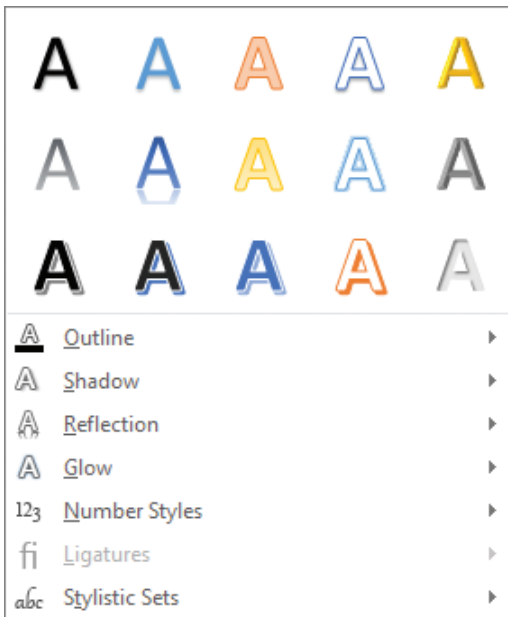 A A A A A
A A A A A
A A A A A
A Outline
A Shadow
A Reflection
A Glow
123 Number Styles
fi Ligatures
abc Stylistic Sets